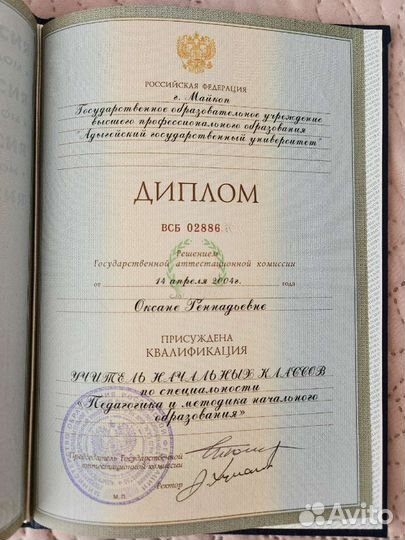 РОССИЙСКАЯ ФЕДЕРАЦИЯ
г. Майкоп
Государственное образовательное учреждение
высшего профессионального образования
"Адыгейский государственный университет"
ДИПЛОМ
ВСБ 02886
Решением
Государственной аттестационной комиссии
от 14 апреля 2004г. года
Оксане Геннадьевне
ПРИСУЖДЕНА
КВАЛИФИКАЦИЯ
УЧИТЕЛЬ НАЧАЛЬНЫХ КЛАССОВ
по специальности
«Педагогика и методика начального
образования»
Председатель Государственной
аттестационной комиссии
Ректор
М.П.
Avito